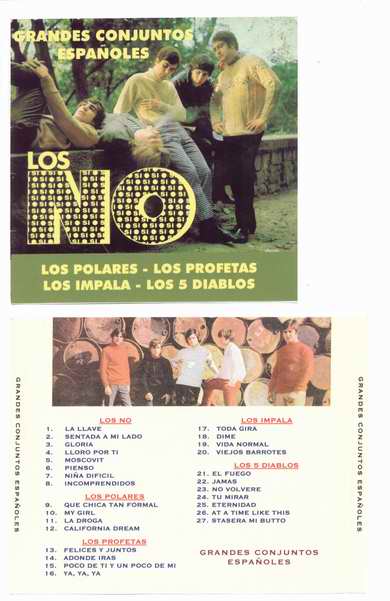 GRANDES CONJUNTOS
ESPAÑOLES
LOS
NO
LOS POLARES - LOS PROFETAS
LOS IMPALA - LOS 5 DIABLOS
GRANDES CONJUNTOS ESPAÑOLES
LOS NO
1. LA LLAVE
2. SENTADA A MI LADO
3. GLORIA
4. LLORO POR TI
5. MOSCOVIT
6. PIENSO
7. NIÑA DIFICIL
8. INCOMPRENDIDOS
LOS POLARES
9. QUE CHICA TAN FORMAL
10. MY GIRL
11. LA DROGA
12. CALIFORNIA DREAM
LOS PROFETAS
13. FELICES Y JUNTOS
14. ADONDE IRAS
15. POCO DE TI Y UN POCO DE MI
16. YA, YA, YA
LOS IMPALA
17. TODA GIRA
18. DIME
19. VIDA NORMAL
20. VIEJOS BARROTES
LOS 5 DIABLOS
21. EL FUEGO
22. JAMAS
23. NO VOLVERE
24. TU MIRAR
25. ETERNIDAD
26. AT A TIME LIKE THIS
27. STASERA MI BUTTO
GRANDES CONJUNTOS
ESPAÑOLES
GRANDES CONJUNTOS ESPAÑOLES